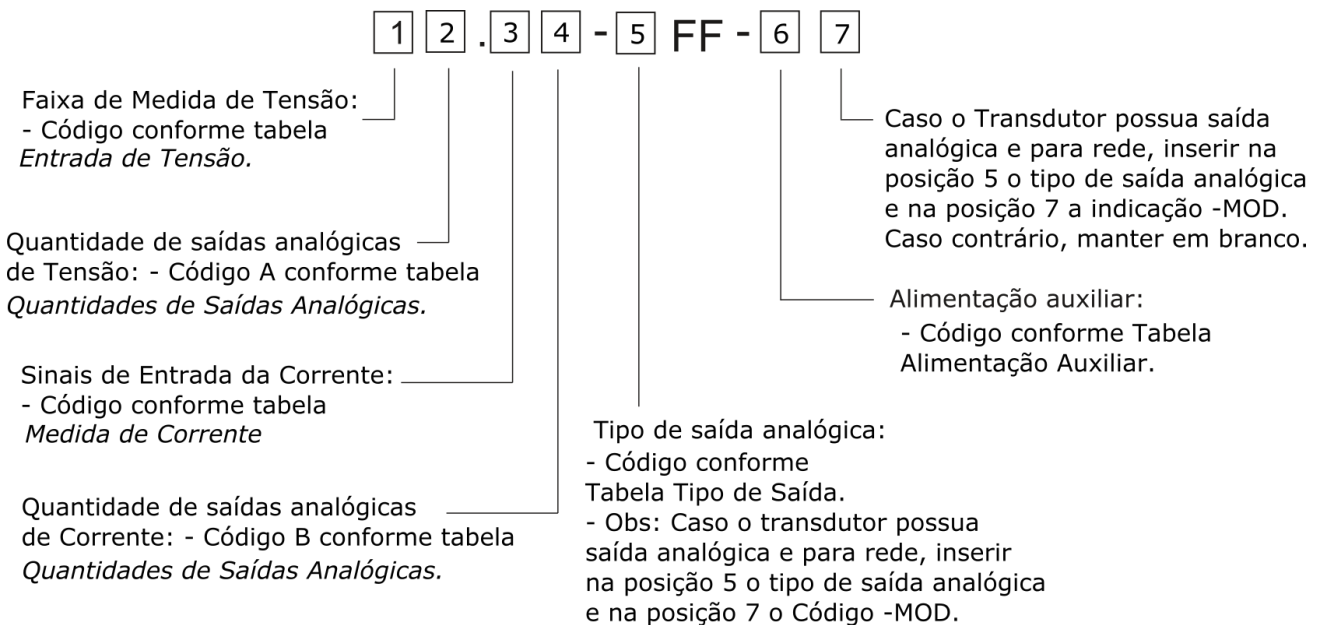 1 2 .3 4 - 5 FF - 6 7
Faixa de Medida de Tensão:
- Código conforme tabela
Entrada de Tensão.
Quantidade de saídas analógicas
de Tensão: - Código A conforme tabela
Quantidades de Saídas Analógicas.
Sinais de Entrada da Corrente:
- Código conforme tabela
Medida de Corrente
Quantidade de saídas analógicas
de Corrente: - Código B conforme tabela
Quantidades de Saídas Analógicas.
Tipo de saída analógica:
- Código conforme
Tabela Tipo de Saída.
- Obs: Caso o transdutor possua
saída analógica e para rede, inserir
na posição 5 o tipo de saída analógica
e na posição 7 o Código -MOD.
Caso o Transdutor possua saída
analógica e para rede, inserir na
posição 5 o tipo de saída analógica
e na posição 7 a indicação -MOD.
Caso contrário, manter em branco.
Alimentação auxiliar:
- Código conforme Tabela
Alimentação Auxiliar.